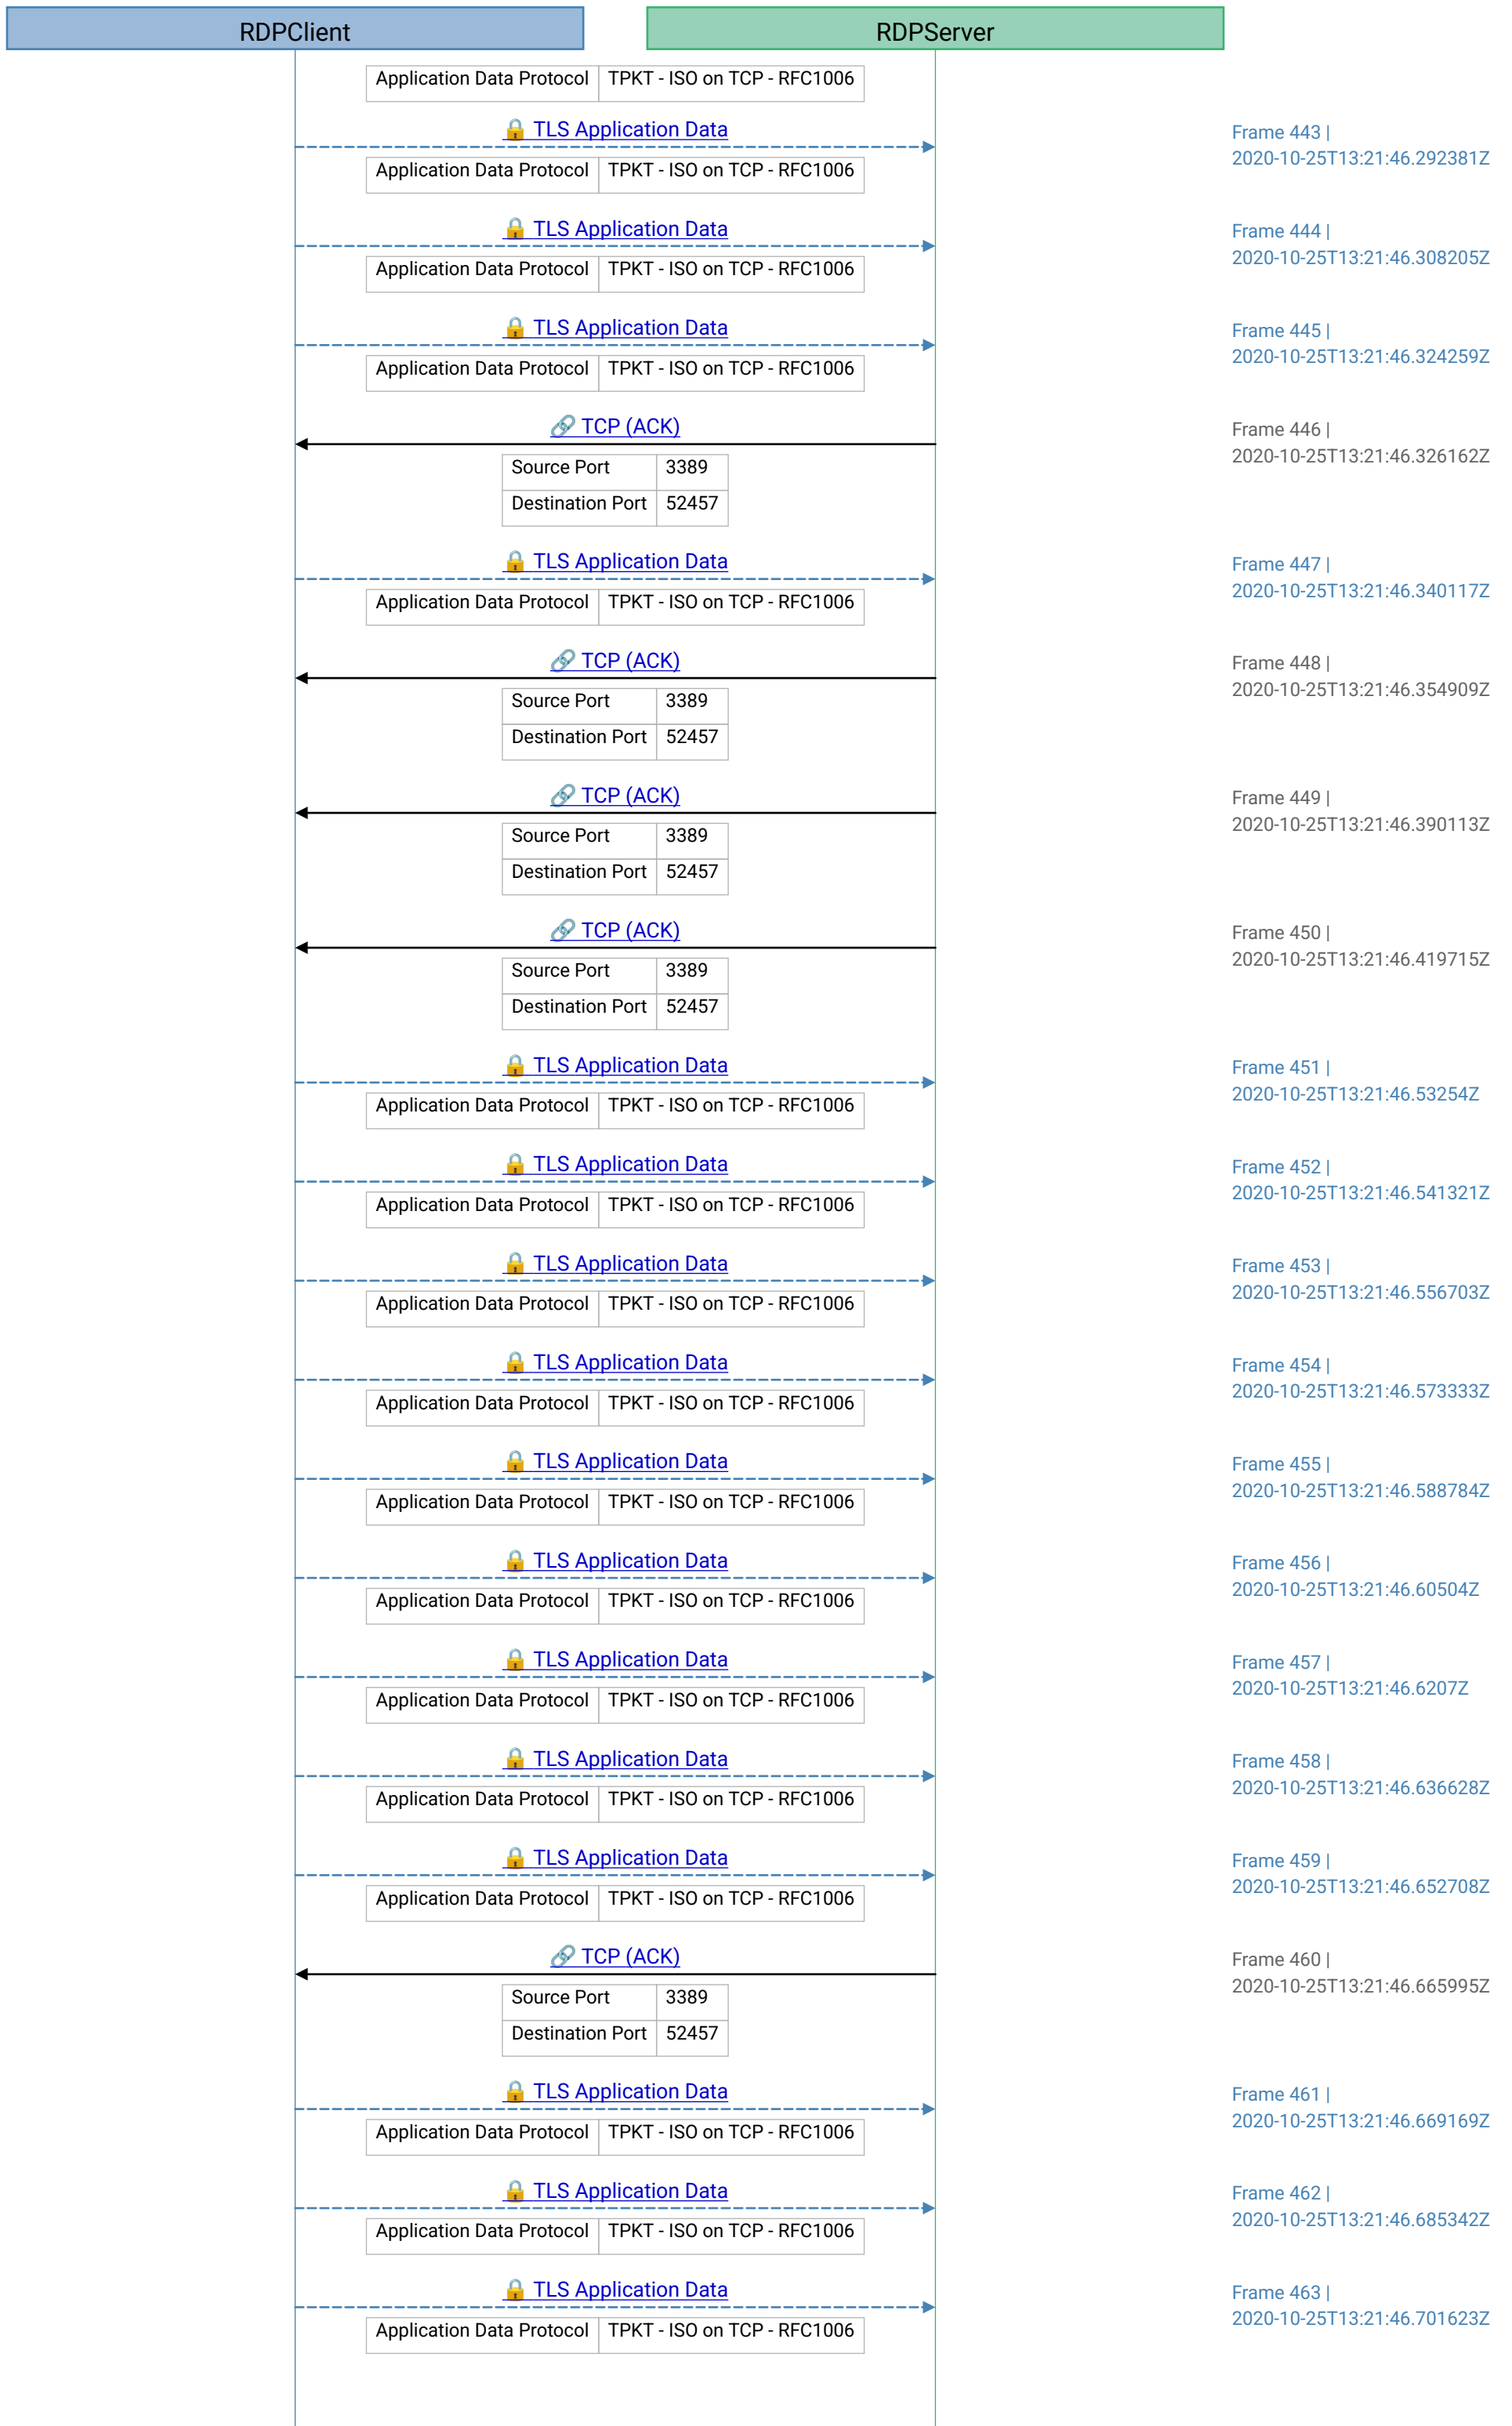 RDPClient
RDPServer
Application Data Protocol TPKT - ISO on TCP - RFC1006
🔒 TLS Application Data
Frame 443 |
2020-10-25T13:21:46.292381Z
Application Data Protocol TPKT - ISO on TCP - RFC1006
🔒 TLS Application Data
Frame 444 |
2020-10-25T13:21:46.308205Z
Application Data Protocol TPKT - ISO on TCP - RFC1006
🔒 TLS Application Data
Frame 445 |
2020-10-25T13:21:46.324259Z
Application Data Protocol TPKT - ISO on TCP - RFC1006
🔗 TCP (ACK)
Frame 446 |
2020-10-25T13:21:46.326162Z
Source Port 3389
Destination Port 52457
🔒 TLS Application Data
Frame 447 |
2020-10-25T13:21:46.340117Z
Application Data Protocol TPKT - ISO on TCP - RFC1006
🔗 TCP (ACK)
Frame 448 |
2020-10-25T13:21:46.354909Z
Source Port 3389
Destination Port 52457
🔗 TCP (ACK)
Frame 449 |
2020-10-25T13:21:46.390113Z
Source Port 3389
Destination Port 52457
🔗 TCP (ACK)
Frame 450 |
2020-10-25T13:21:46.419715Z
Source Port 3389
Destination Port 52457
🔒 TLS Application Data
Frame 451 |
2020-10-25T13:21:46.53254Z
Application Data Protocol TPKT - ISO on TCP - RFC1006
🔒 TLS Application Data
Frame 452 |
2020-10-25T13:21:46.541321Z
Application Data Protocol TPKT - ISO on TCP - RFC1006
🔒 TLS Application Data
Frame 453 |
2020-10-25T13:21:46.556703Z
Application Data Protocol TPKT - ISO on TCP - RFC1006
🔒 TLS Application Data
Frame 454 |
2020-10-25T13:21:46.573333Z
Application Data Protocol TPKT - ISO on TCP - RFC1006
🔒 TLS Application Data
Frame 455 |
2020-10-25T13:21:46.588784Z
Application Data Protocol TPKT - ISO on TCP - RFC1006
🔒 TLS Application Data
Frame 456 |
2020-10-25T13:21:46.60504Z
Application Data Protocol TPKT - ISO on TCP - RFC1006
🔒 TLS Application Data
Frame 457 |
2020-10-25T13:21:46.6207Z
Application Data Protocol TPKT - ISO on TCP - RFC1006
🔒 TLS Application Data
Frame 458 |
2020-10-25T13:21:46.636628Z
Application Data Protocol TPKT - ISO on TCP - RFC1006
🔒 TLS Application Data
Frame 459 |
2020-10-25T13:21:46.652708Z
Application Data Protocol TPKT - ISO on TCP - RFC1006
🔗 TCP (ACK)
Frame 460 |
2020-10-25T13:21:46.665995Z
Source Port 3389
Destination Port 52457
🔒 TLS Application Data
Frame 461 |
2020-10-25T13:21:46.669169Z
Application Data Protocol TPKT - ISO on TCP - RFC1006
🔒 TLS Application Data
Frame 462 |
2020-10-25T13:21:46.685342Z
Application Data Protocol TPKT - ISO on TCP - RFC1006
🔒 TLS Application Data
Frame 463 |
2020-10-25T13:21:46.701623Z
Application Data Protocol TPKT - ISO on TCP - RFC1006